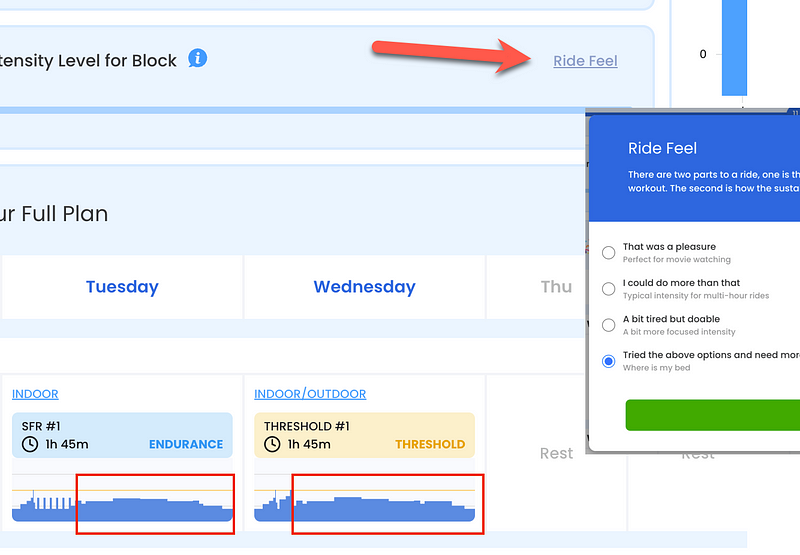 tensity Level for Block
Ride Feel
0
Ride Feel
There are two parts to a ride, one is th
workout. The second is how the susta
ur Full Plan
That was a pleasure
Perfect for movie watching
I could do more than that
Typical intensity for multi-hour rides
Tuesday
Wednesday
Thu
A bit tired but doable
A bit more focused intensity
Tried the above options and need more
Where is my bed
INDOOR
INDOOR/OUTDOOR
SFR #1
1h 45m
ENDURANCE
THRESHOLD #1
1h 45m
THRESHOLD
Rest
Rest